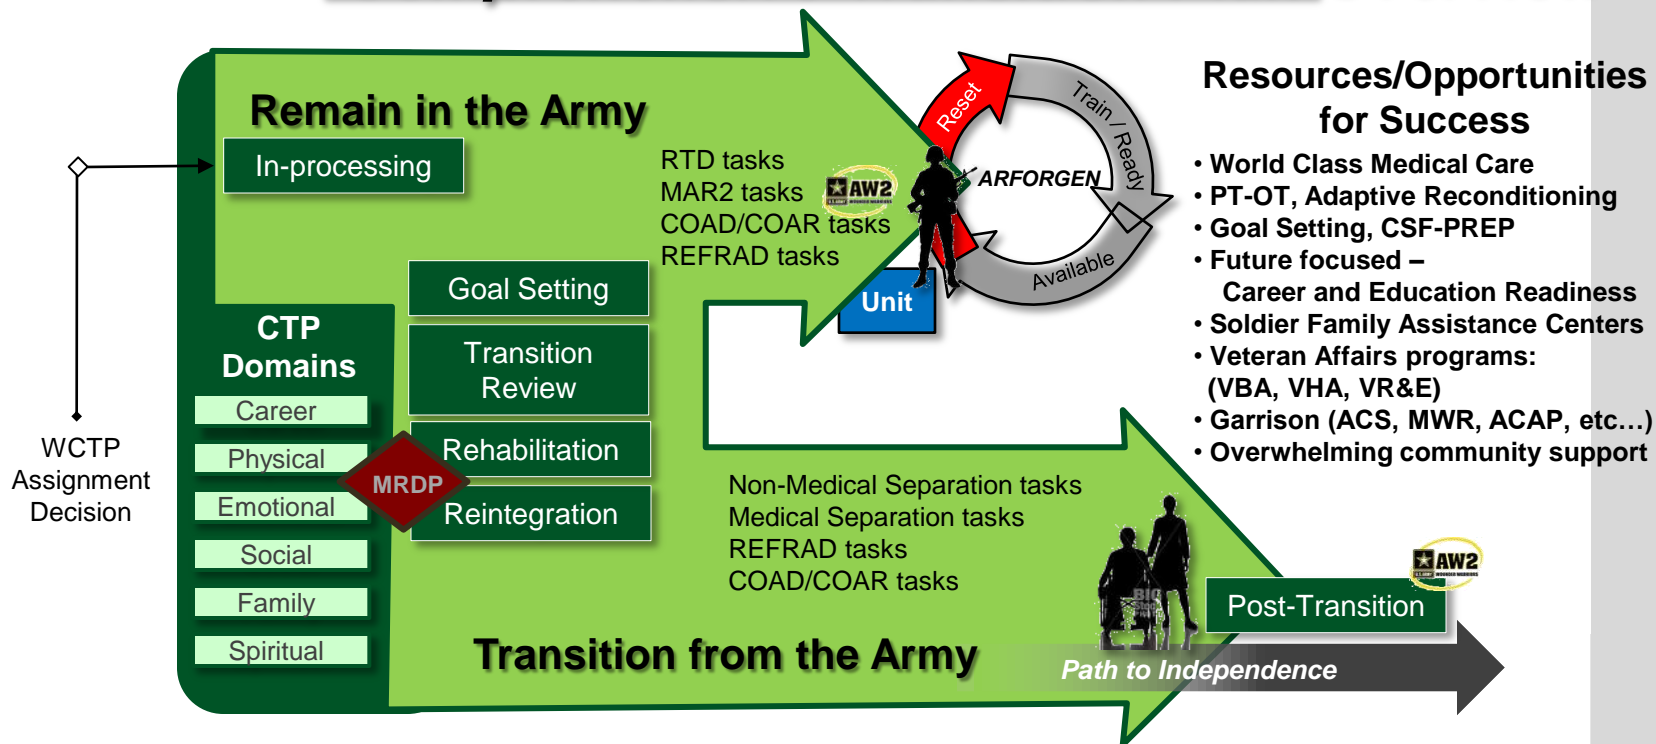 Remain in the Army
In-processing
RTD tasks
MAR2 tasks
COAD/COAR tasks
REFRAD tasks
AW2
Reset
Train / Ready
ARFORGEN
Available
Unit
Goal Setting
Transition
Review
Rehabilitation
Reintegration
MRDP
CTP
Domains
Career
Physical
Emotional
Social
Family
Spiritual
WCTP
Assignment
Decision
Non-Medical Separation tasks
Medical Separation tasks
REFRAD tasks
COAD/COAR tasks
Transition from the Army
AW2
U.S.ARMY
WOUNDED WARRIORS
Post-Transition
Path to Independence
Resources/Opportunities
for Success
• World Class Medical Care
• PT-OT, Adaptive Reconditioning
• Goal Setting, CSF-PREP
• Future focused –
Career and Education Readiness
• Soldier Family Assistance Centers
• Veteran Affairs programs:
(VBA, VHA, VR&E)
• Garrison (ACS, MWR, ACAP, etc…)
• Overwhelming community support